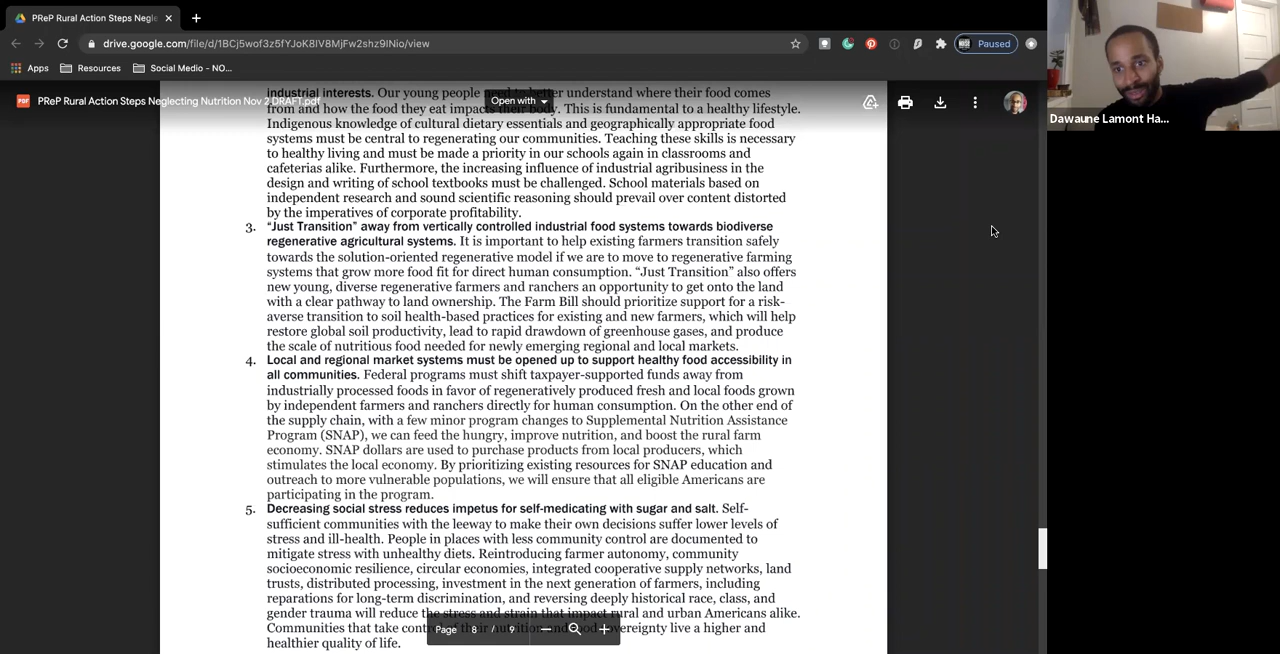 PReP Rural Action Steps Negle
drive.google.com/file/d/1BCj5wof3z5fYJoK8IV8MjFw2shz9INio/view
Paused
Apps
Resources
Social Medio - NO...
PDF
PReP Rural Action Steps Neglecting Nutrition Nov 2 DRAFT.pdf
Open with
Dawaune Lamont Ha...
industrial interests. Our young people need to better understand where their food comes
from and how the food they eat impacts their body. This is fundamental to a healthy lifestyle.
Indigenous knowledge of cultural dietary essentials and geographically appropriate food
systems must be central to regenerating our communities. Teaching these skills is necessary
to healthy living and must be made a priority in our schools again in classrooms and
cafeterias alike. Furthermore, the increasing influence of industrial agribusiness in the
design and writing of school textbooks must be challenged. School materials based on
independent research and sound scientific reasoning should prevail over content distorted
by the imperatives of corporate profitability.
3. “Just Transition” away from vertically controlled industrial food systems towards biodiverse
regenerative agricultural systems. It is important to help existing farmers transition safely
towards the solution-oriented regenerative model if we are to move to regenerative farming
systems that grow more food fit for direct human consumption. “Just Transition” also offers
new young, diverse regenerative farmers and ranchers an opportunity to get onto the land
with a clear pathway to land ownership. The Farm Bill should prioritize support for a risk-
averse transition to soil health-based practices for existing and new farmers, which will help
restore global soil productivity, lead to rapid drawdown of greenhouse gases, and produce
the scale of nutritious food needed for newly emerging regional and local markets.
4. Local and regional market systems must be opened up to support healthy food accessibility in
all communities. Federal programs must shift taxpayer-supported funds away from
industrially processed foods in favor of regeneratively produced fresh and local foods grown
by independent farmers and ranchers directly for human consumption. On the other end of
the supply chain, with a few minor program changes to Supplemental Nutrition Assistance
Program (SNAP), we can feed the hungry, improve nutrition, and boost the rural farm
economy. SNAP dollars are used to purchase products from local producers, which
stimulates the local economy. By prioritizing existing resources for SNAP education and
outreach to more vulnerable populations, we will ensure that all eligible Americans are
participating in the program.
5. Decreasing social stress reduces impetus for self-medicating with sugar and salt. Self-
sufficient communities with the leeway to make their own decisions suffer lower levels of
stress and ill-health. People in places with less community control are documented to
mitigate stress with unhealthy diets. Reintroducing farmer autonomy, community
socioeconomic resilience, circular economies, integrated cooperative supply networks, land
trusts, distributed processing, investment in the next generation of farmers, including
reparations for long-term discrimination, and reversing deeply historical race, class, and
gender trauma will reduce the stress and strain that impact rural and urban Americans alike.
Communities that take control of their nutrition and food sovereignty live a higher and
healthier quality of life.
Page 8 / 9